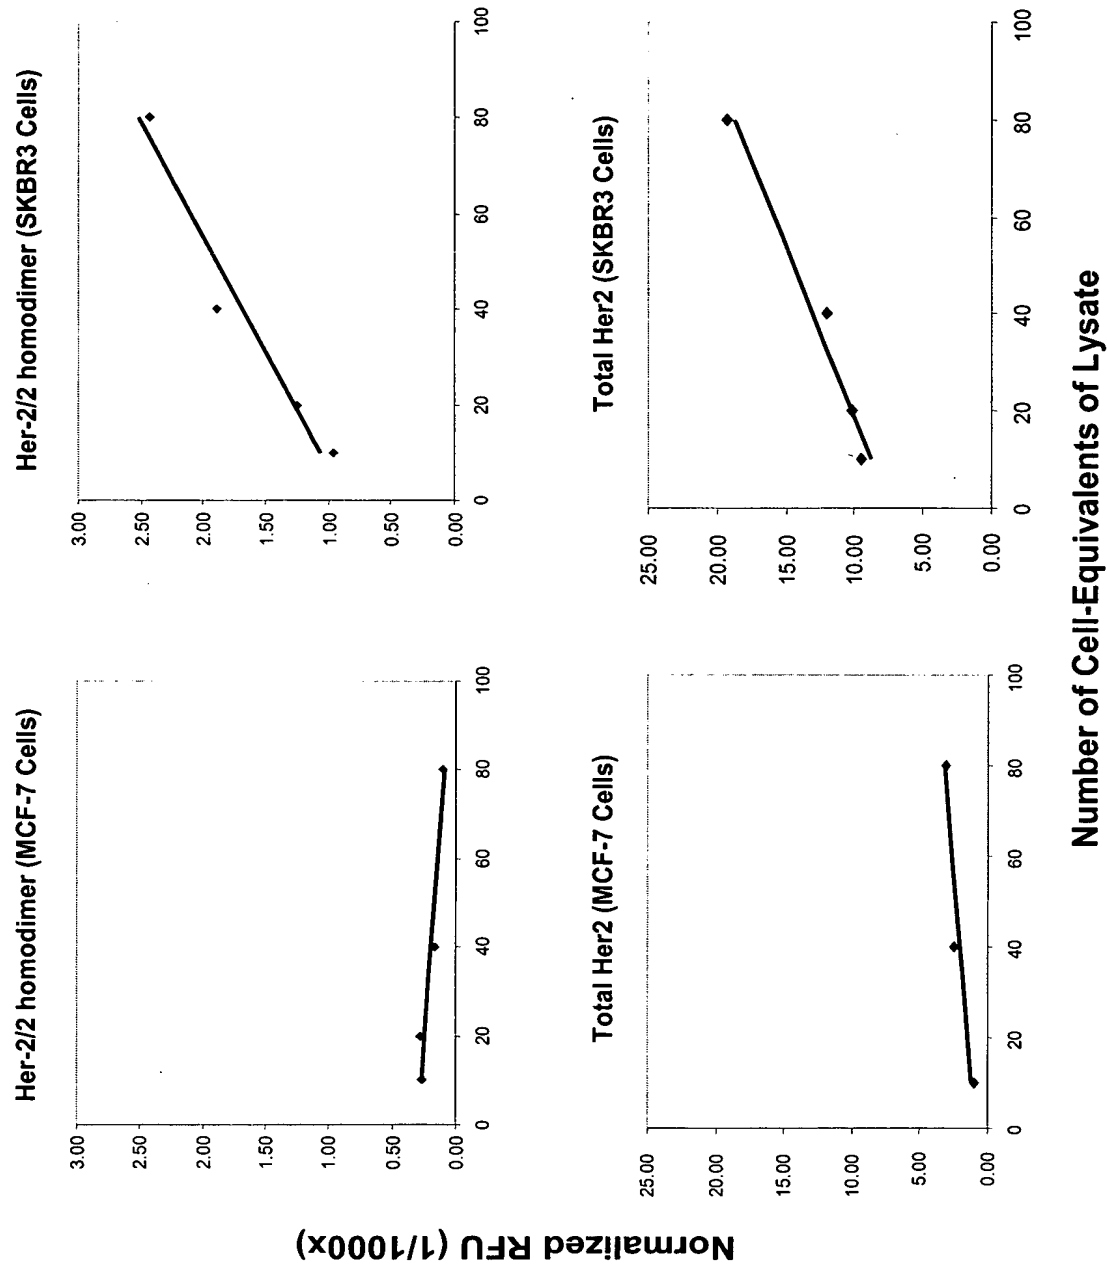 Her-2/2 homodimer (MCF-7 Cells)
3.00
2.50
2.00
1.50
1.00
0.50
0.00
0 20 40 60 80 100
Her-2/2 homodimer (SKBR3 Cells)
3.00
2.50
2.00
1.50
1.00
0.50
0.00
0 20 40 60 80 100
Total Her2 (MCF-7 Cells)
25.00
20.00
15.00
10.00
5.00
0.00
0 20 40 60 80 100
Total Her2 (SKBR3 Cells)
25.00
20.00
15.00
10.00
5.00
0.00
0 20 40 60 80 100
Normalized RFU (1/1000x)
Number of Cell-Equivalents of Lysate